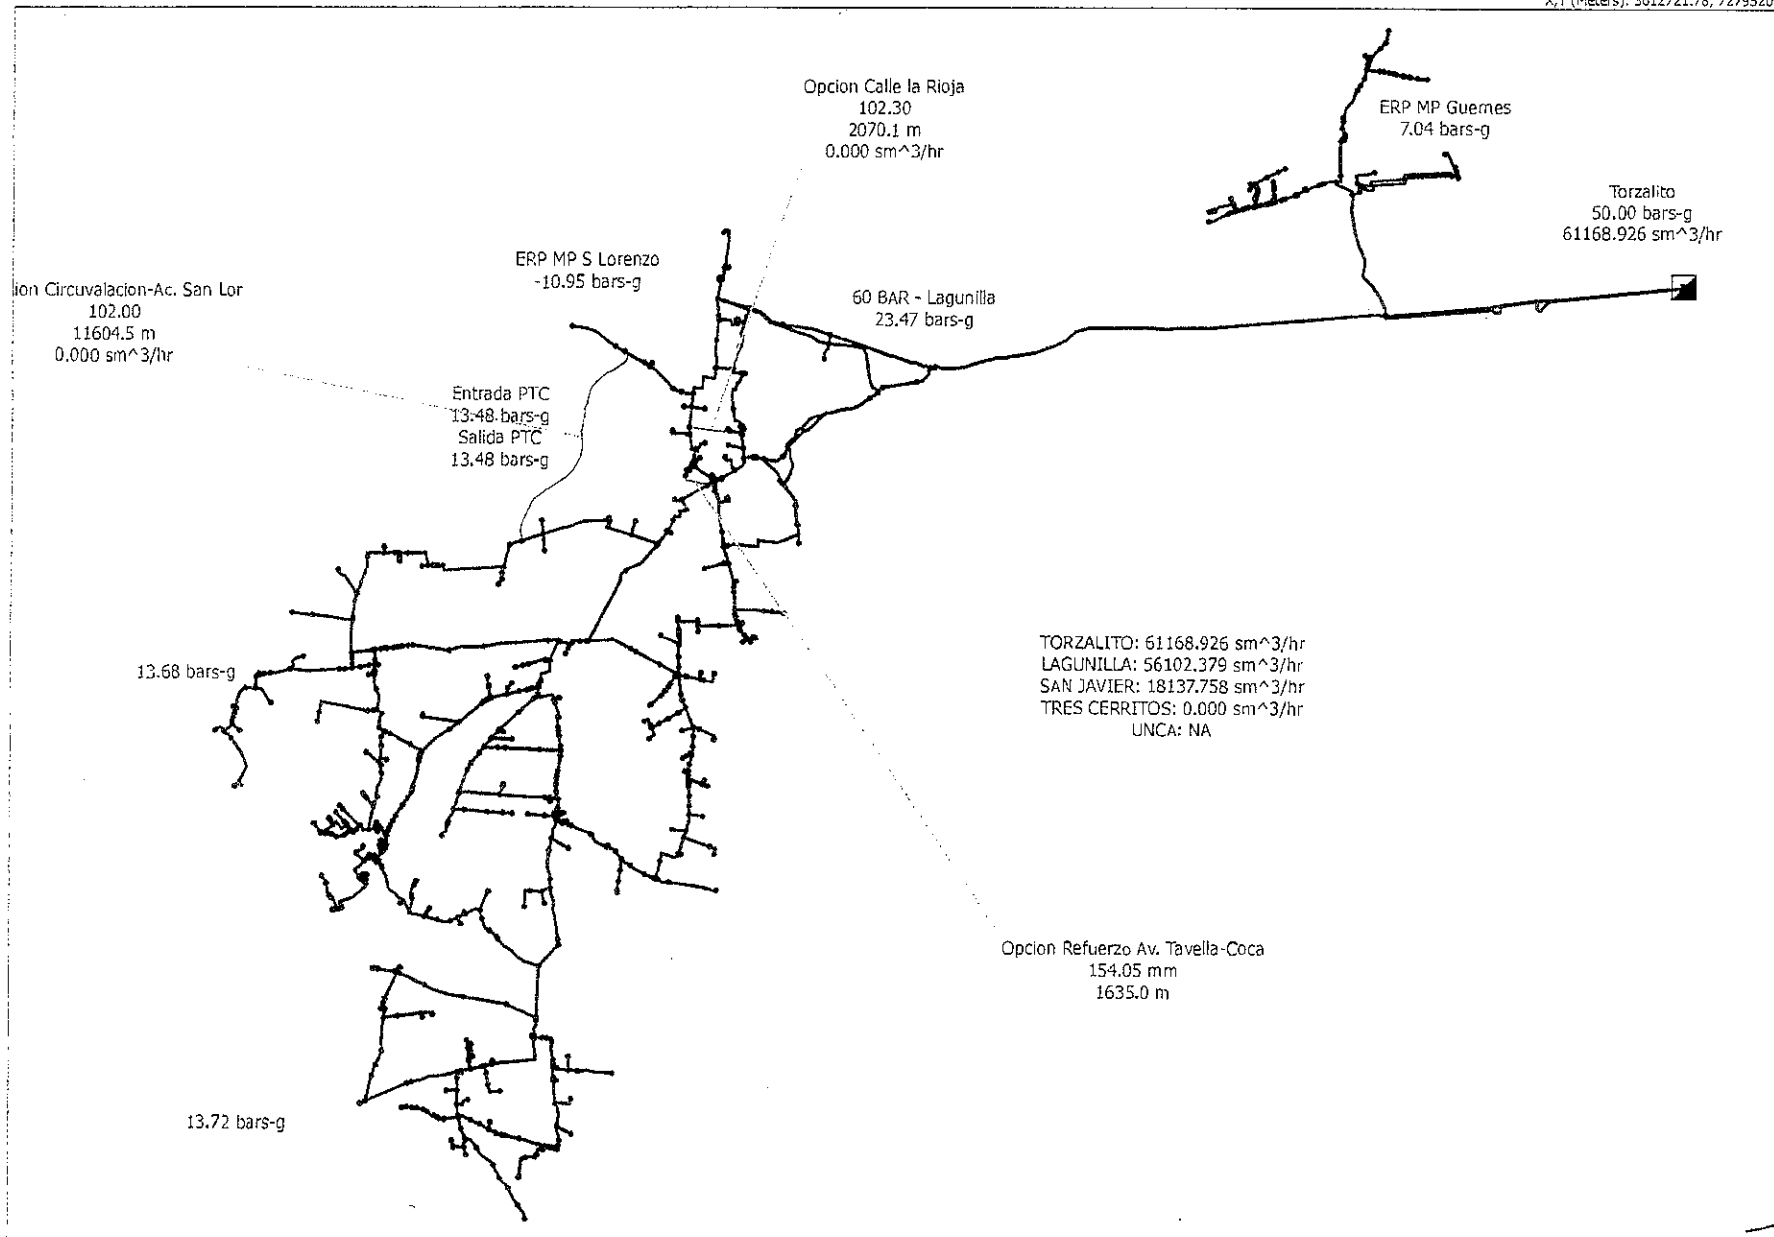 Opcion Calle la Rioja
102.30
2070.1 m
0.000 sm^3/hr
ERP MP Guemes
7.04 bars-g
Torzalito
50.00 bars-g
61168.926 sm^3/hr
ERP MP S Lorenzo
-10.95 bars-g
60 BAR - Lagunilla
23.47 bars-g
ion Circuvalacion-Ac. San Lor
102.00
11604.5 m
0.000 sm^3/hr
Entrada PTC
13.48 bars-g
Salida PTC
13.48 bars-g
13.68 bars-g
TORZALITO: 61168.926 sm^3/hr
LAGUNILLA: 56102.379 sm^3/hr
SAN JAVIER: 18137.758 sm^3/hr
TRES CERRITOS: 0.000 sm^3/hr
UNCA: NA
Opcion Refuerzo Av. Tavella-Coca
154.05 mm
1635.0 m
13.72 bars-g